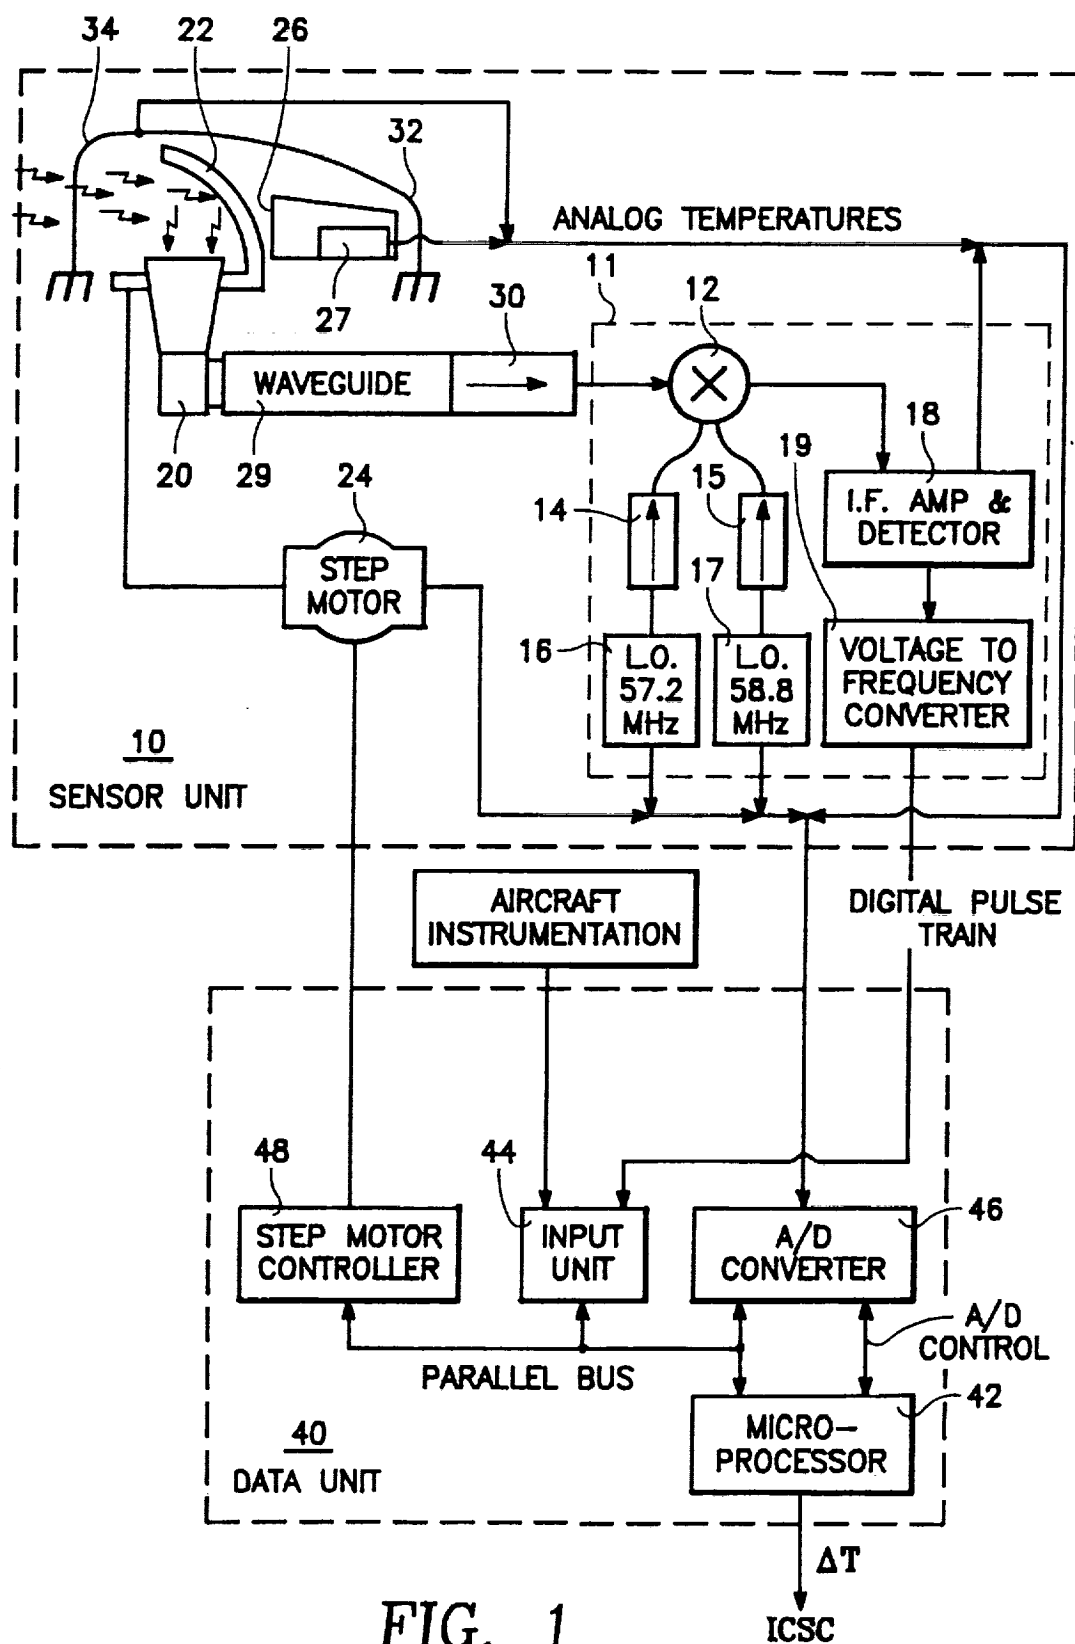 34 22 26
32
ANALOG TEMPERATURES
11
12
27
30
WAVEGUIDE
18
19
20 29
24
15
14
I.F. AMP &
DETECTOR
STEP
MOTOR
17
16
L.O.
57.2
MHz
L.O.
58.8
MHz
VOLTAGE TO
FREQUENCY
CONVERTER
10
SENSOR UNIT
AIRCRAFT
INSTRUMENTATION
DIGITAL PULSE
TRAIN
48
44
46
STEP MOTOR
CONTROLLER
INPUT
UNIT
A/D
CONVERTER
A/D
CONTROL
PARALLEL BUS
42
MICRO-
PROCESSOR
40
DATA UNIT
ΔT
ICSC
FIG. 1